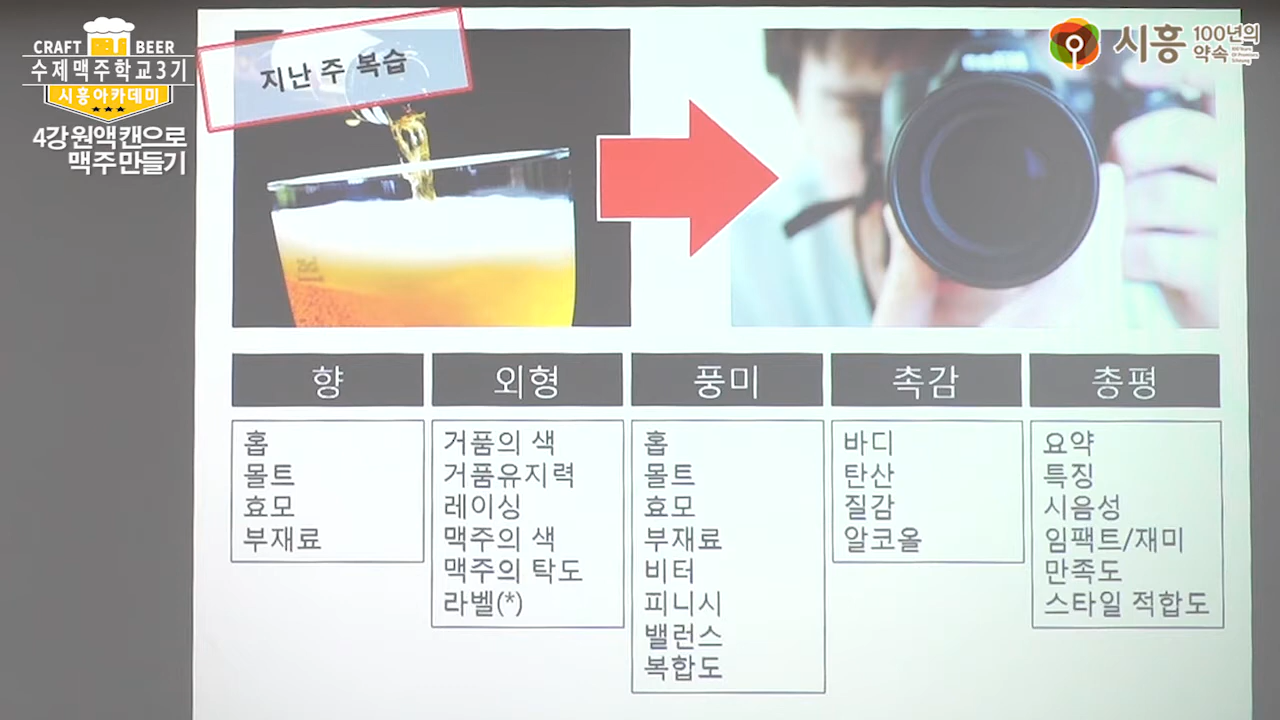 CRAFT BEER
수제맥주학교3기
시흥아카데미
4강 원액 캔으로
맥주 만들기
지난 주 복습
시흥 100년의
약속
향
홉
몰트
효모
부재료
외형
거품의 색
거품유지력
레이싱
맥주의 색
맥주의 탁도
라벨(*)
풍미
홉
몰트
효모
부재료
비터
피니시
밸런스
복합도
촉감
바디
탄산
질감
알코올
총평
요약
특징
시음성
임팩트/재미
만족도
스타일 적합도